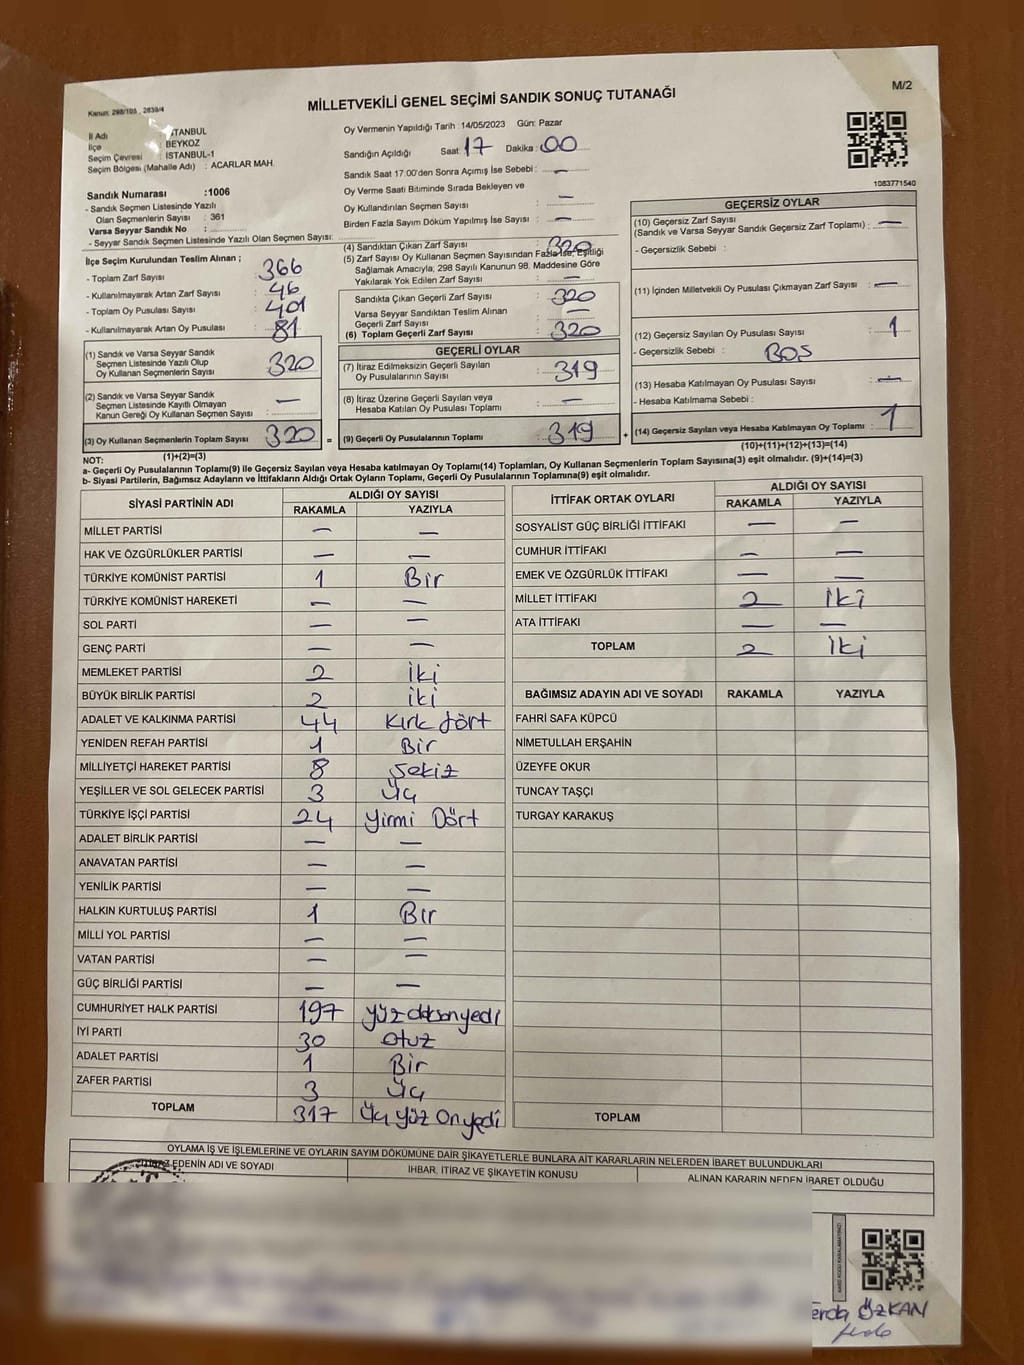 M/2
MİLLETVEKİLİ GENEL SEÇİMİ SANDIK SONUÇ TUTANAĞI
Kanun: 298/105 , 2839/4
İl Adı : İSTANBUL
İlçe : BEYKOZ
Seçim Çevresi : İSTANBUL-1
Seçim Bölgesi (Mahalle Adı) : ACARLAR MAH.
Oy Vermenin Yapıldığı Tarih :14/05/2023 Gün: Pazar
Sandığın Açıldığı Saat: 17 Dakika: 00
Sandık Saat 17:00'den Sonra Açımış İse Sebebi : —
Oy Verme Saati Bitiminde Sırada Bekleyen ve
Oy Kullandırılan Seçmen Sayısı : —
Birden Fazla Sayım Döküm Yapılmış İse Sayısı : —
1083771540
Sandık Numarası :1006
- Sandık Seçmen Listesinde Yazılı
Olan Seçmenlerin Sayısı : 361
Varsa Seyyar Sandık No :
- Seyyar Sandık Seçmen Listesinde Yazılı Olan Seçmen Sayısı:
İlçe Seçim Kurulundan Teslim Alınan ;
- Toplam Zarf Sayısı : 366
- Kullanılmayarak Artan Zarf Sayısı : 46
- Toplam Oy Pusulası Sayısı : 401
- Kullanılmayarak Artan Oy Pusulası : 81
(1) Sandık ve Varsa Seyyar Sandık
Seçmen Listesinde Yazılı Olup
Oy Kullanan Seçmenlerin Sayısı : 320
(2) Sandık ve Varsa Seyyar Sandık
Seçmen Listesinde Kayıtlı Olmayan
Kanun Gereği Oy Kullanan Seçmen Sayısı : —
(3) Oy Kullanan Seçmenlerin Toplam Sayısı : 320
(1)+(2)=(3)
(4) Sandıktan Çıkan Zarf Sayısı : 320
(5) Zarf Sayısı Oy Kullanan Seçmen Sayısından Fazla ise, Eşitliği
Sağlamak Amacıyla, 298 Sayılı Kanunun 98. Maddesine Göre
Yakılarak Yok Edilen Zarf Sayısı : —
Sandıkta Çıkan Geçerli Zarf Sayısı : 320
Varsa Seyyar Sandıktan Teslim Alınan
Geçerli Zarf Sayısı : —
(6) Toplam Geçerli Zarf Sayısı : 320
GEÇERLİ OYLAR
(7) İtiraz Edilmeksizin Geçerli Sayılan
Oy Pusulalarının Sayısı : 319
(8) İtiraz Üzerine Geçerli Sayılan veya
Hesaba Katılan Oy Pusulası Toplamı : —
= (9) Geçerli Oy Pusulalarının Toplamı : 319 +
GEÇERSİZ OYLAR
(10) Geçersiz Zarf Sayısı
(Sandık ve Varsa Seyyar Sandık Geçersiz Zarf Toplamı) : —
- Geçersizlik Sebebi :
(11) İçinden Milletvekili Oy Pusulası Çıkmayan Zarf Sayısı : —
(12) Geçersiz Sayılan Oy Pusulası Sayısı : 1
- Geçersizlik Sebebi : BOŞ
(13) Hesaba Katılmayan Oy Pusulası Sayısı : —
- Hesaba Katılmama Sebebi :
(14) Geçersiz Sayılan veya Hesaba Katılmayan Oy Toplamı : 1
(10)+(11)+(12)+(13)=(14)
NOT:
a- Geçerli Oy Pusulalarının Toplamı(9) ile Geçersiz Sayılan veya Hesaba katılmayan Oy Toplamı(14) Toplamları, Oy Kullanan Seçmenlerin Toplam Sayısına(3) eşit olmalıdır. (9)+(14)=(3)
b- Siyasi Partilerin, Bağımsız Adayların ve İttifakların Aldığı Ortak Oyların Toplamı, Geçerli Oy Pusulalarının Toplamına(9) eşit olmalıdır.
SİYASİ PARTİNİN ADI ALDIĞI OY SAYISI
RAKAMLA YAZIYLA
MİLLET PARTİSİ — —
HAK VE ÖZGÜRLÜKLER PARTİSİ — —
TÜRKİYE KOMÜNİST PARTİSİ 1 Bir
TÜRKİYE KOMÜNİST HAREKETİ — —
SOL PARTİ — —
GENÇ PARTİ — —
MEMLEKET PARTİSİ 2 İki
BÜYÜK BİRLİK PARTİSİ 2 İki
ADALET VE KALKINMA PARTİSİ 44 Kırk dört
YENİDEN REFAH PARTİSİ 1 Bir
MİLLİYETÇİ HAREKET PARTİSİ 8 Sekiz
YEŞİLLER VE SOL GELECEK PARTİSİ 3 Üç
TÜRKİYE İŞÇİ PARTİSİ 24 Yirmi Dört
ADALET BİRLİK PARTİSİ — —
ANAVATAN PARTİSİ — —
YENİLİK PARTİSİ — —
HALKIN KURTULUŞ PARTİSİ 1 Bir
MİLLİ YOL PARTİSİ — —
VATAN PARTİSİ — —
GÜÇ BİRLİĞİ PARTİSİ — —
CUMHURİYET HALK PARTİSİ 197 yüz doksanyedi
İYİ PARTİ 30 otuz
ADALET PARTİSİ 1 Bir
ZAFER PARTİSİ 3 Üç
TOPLAM 317 Üç yüz Onyedi
İTTİFAK ORTAK OYLARI ALDIĞI OY SAYISI
RAKAMLA YAZIYLA
SOSYALİST GÜÇ BİRLİĞİ İTTİFAKI — —
CUMHUR İTTİFAKI — —
EMEK VE ÖZGÜRLÜK İTTİFAKI — —
MİLLET İTTİFAKI 2 İki
ATA İTTİFAKI — —
TOPLAM 2 İki
BAĞIMSIZ ADAYIN ADI VE SOYADI RAKAMLA YAZIYLA
FAHRİ SAFA KÜPCÜ
NİMETULLAH ERŞAHİN
ÜZEYFE OKUR
TUNCAY TAŞÇI
TURGAY KARAKUŞ
TOPLAM
OYLAMA İŞ VE İŞLEMLERİNE VE OYLARIN SAYIM DÖKÜMÜNE DAİR ŞİKAYETLERLE BUNLARA AİT KARARLARIN NELERDEN İBARET BULUNDUKLARI
EDENİN ADI VE SOYADI
İHBAR, İTİRAZ VE ŞİKAYETİN KONUSU
ALINAN KARARIN NEDEN İBARET OLDUĞU
erda ÖZKAN